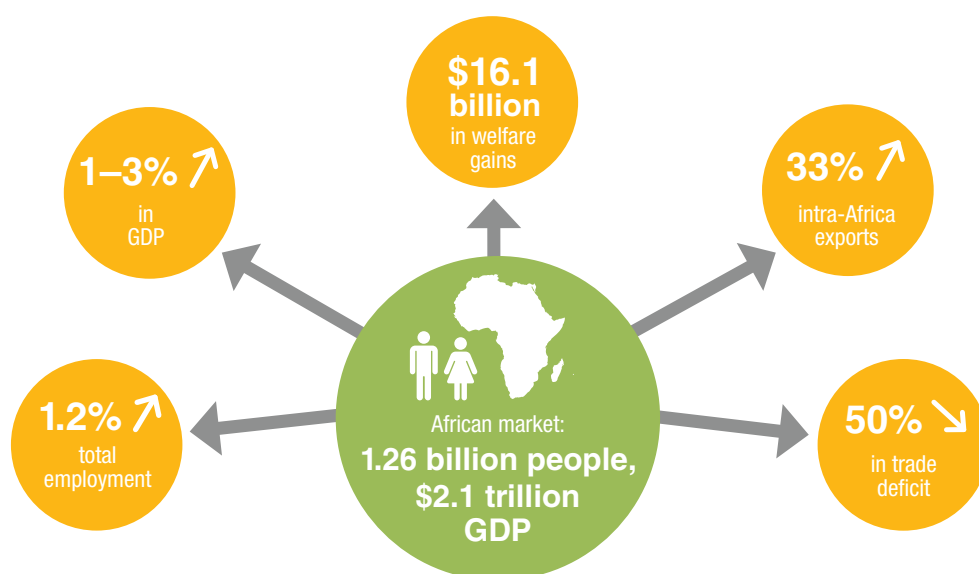 $16.1
billion
in welfare
gains
1–3%
in
GDP
33%
intra-Africa
exports
1.2%
total
employment
50%
in trade
deficit
African market:
1.26 billion people,
$2.1 trillion
GDP